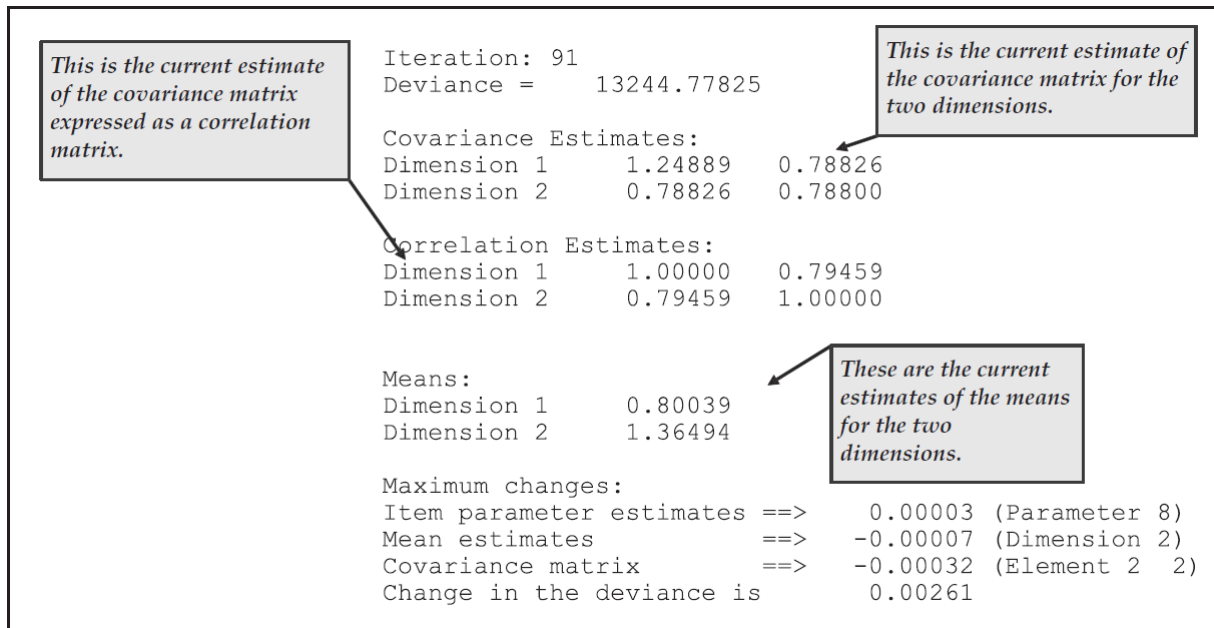 This is the current estimate
of the covariance matrix
expressed as a correlation
matrix.
Iteration: 91
Deviance = 13244.77825
This is the current estimate of
the covariance matrix for the
two dimensions.
Covariance Estimates:
Dimension 1 1.24889 0.78826
Dimension 2 0.78826 0.78800
Correlation Estimates:
Dimension 1 1.00000 0.79459
Dimension 2 0.79459 1.00000
Means:
Dimension 1 0.80039
Dimension 2 1.36494
These are the current
estimates of the means
for the two
dimensions.
Maximum changes:
Item parameter estimates ==> 0.00003 (Parameter 8)
Mean estimates ==> -0.00007 (Dimension 2)
Covariance matrix ==> -0.00032 (Element 2 2)
Change in the deviance is 0.00261